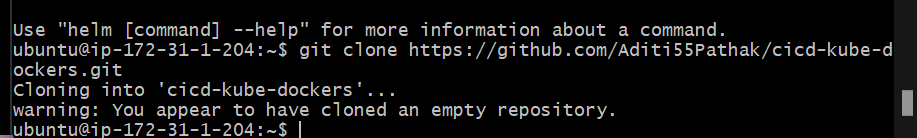 Use "helm [command] --help" for more information about a command.
ubuntu@ip-172-31-1-204:~$ git clone https://github.com/Aditi55Pathak/cicd-kube-d
ockers.git
Cloning into 'cicd-kube-dockers'...
warning: You appear to have cloned an empty repository.
ubuntu@ip-172-31-1-204:~$